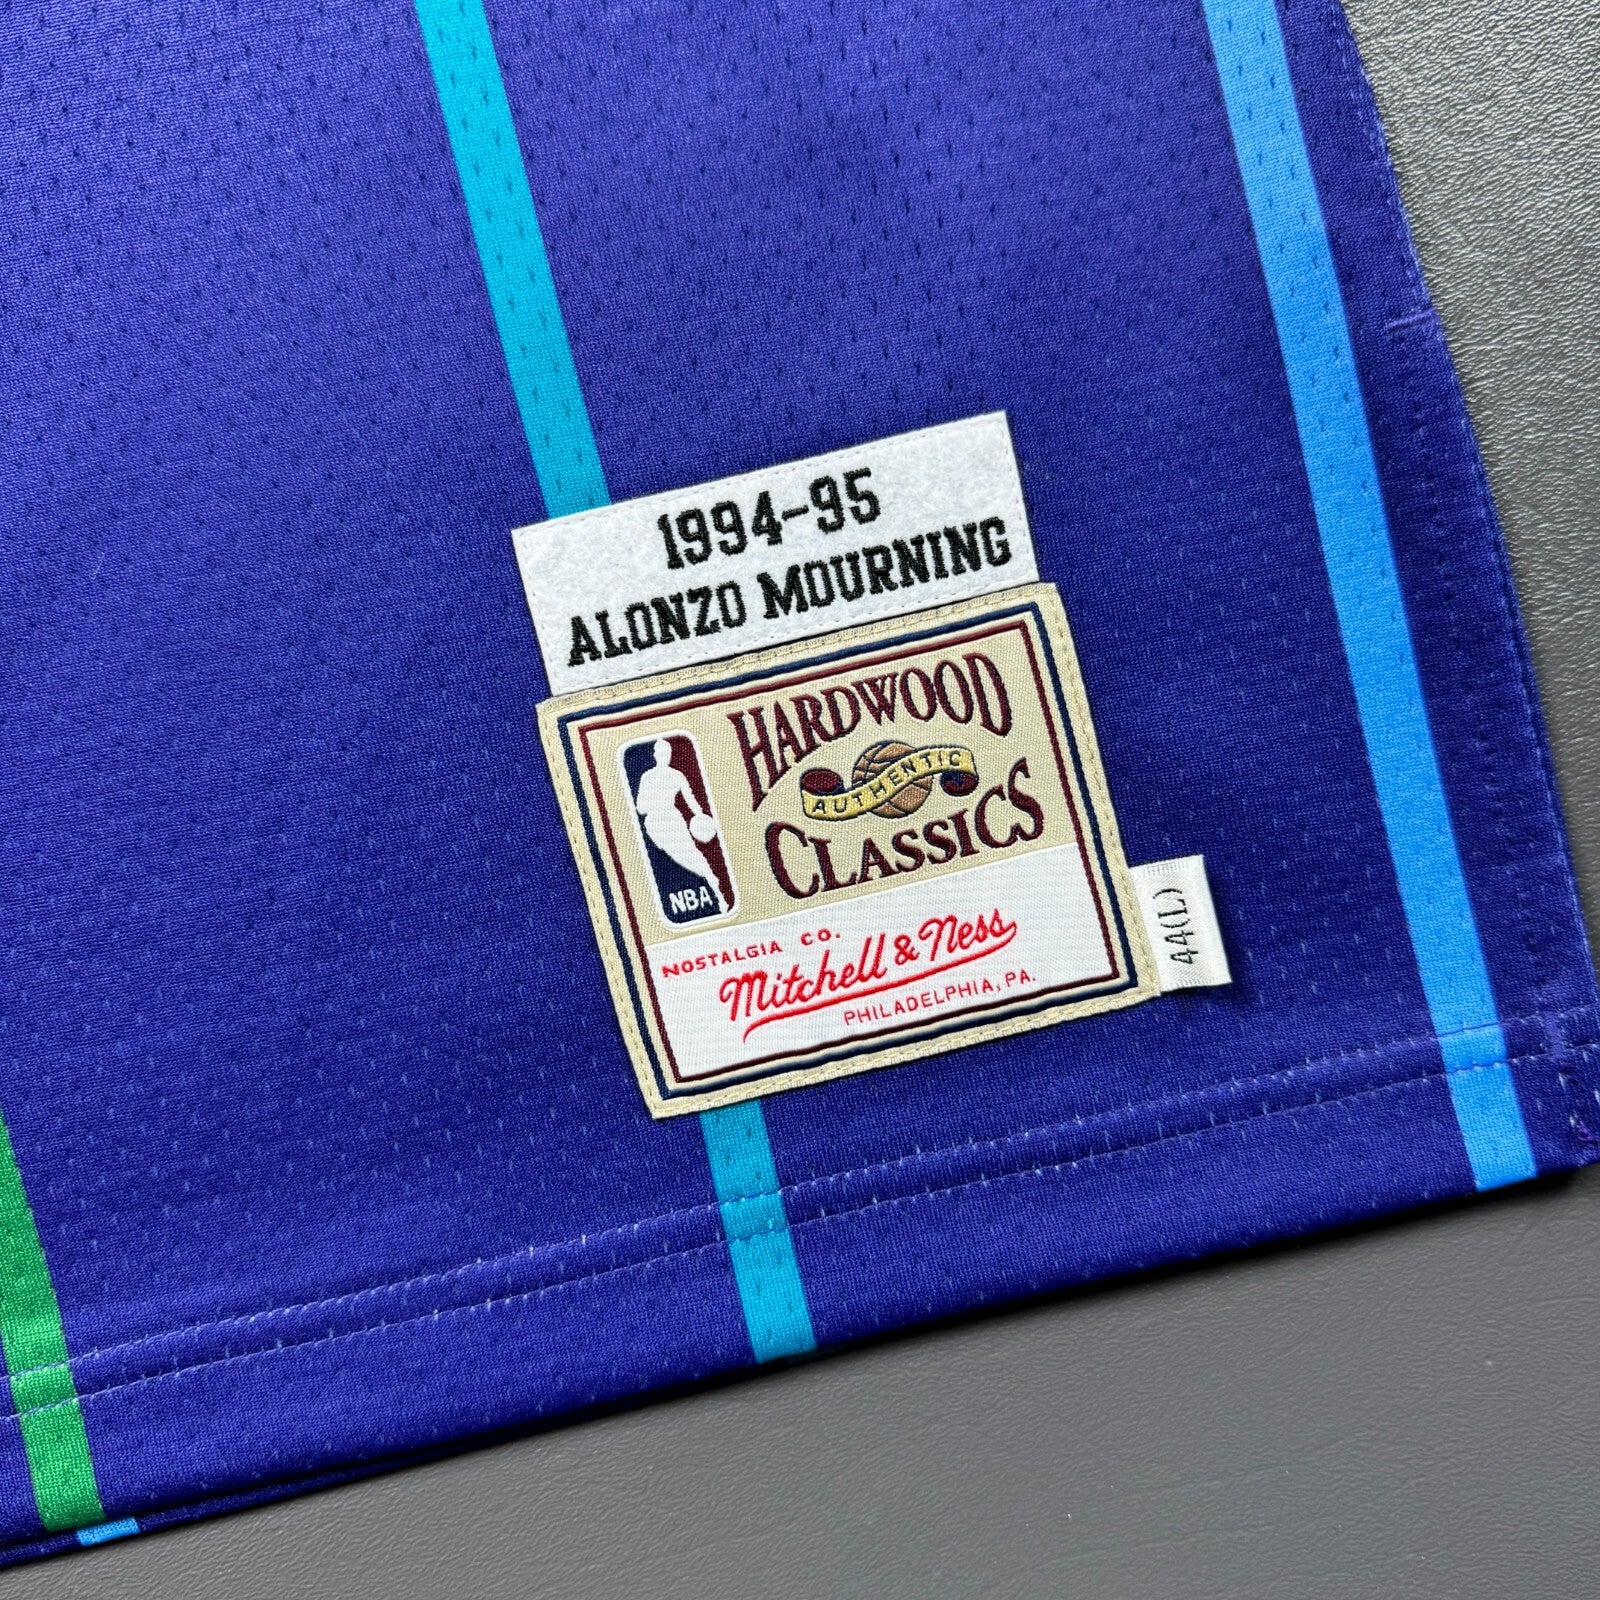 1994-95
ALONZO MOURNING
HARDWOOD
AUTHENTIC
CLASSICS
NBA
NOSTALGIA CO.
Mitchell & Ness
PHILADELPHIA, PA.
44(L)